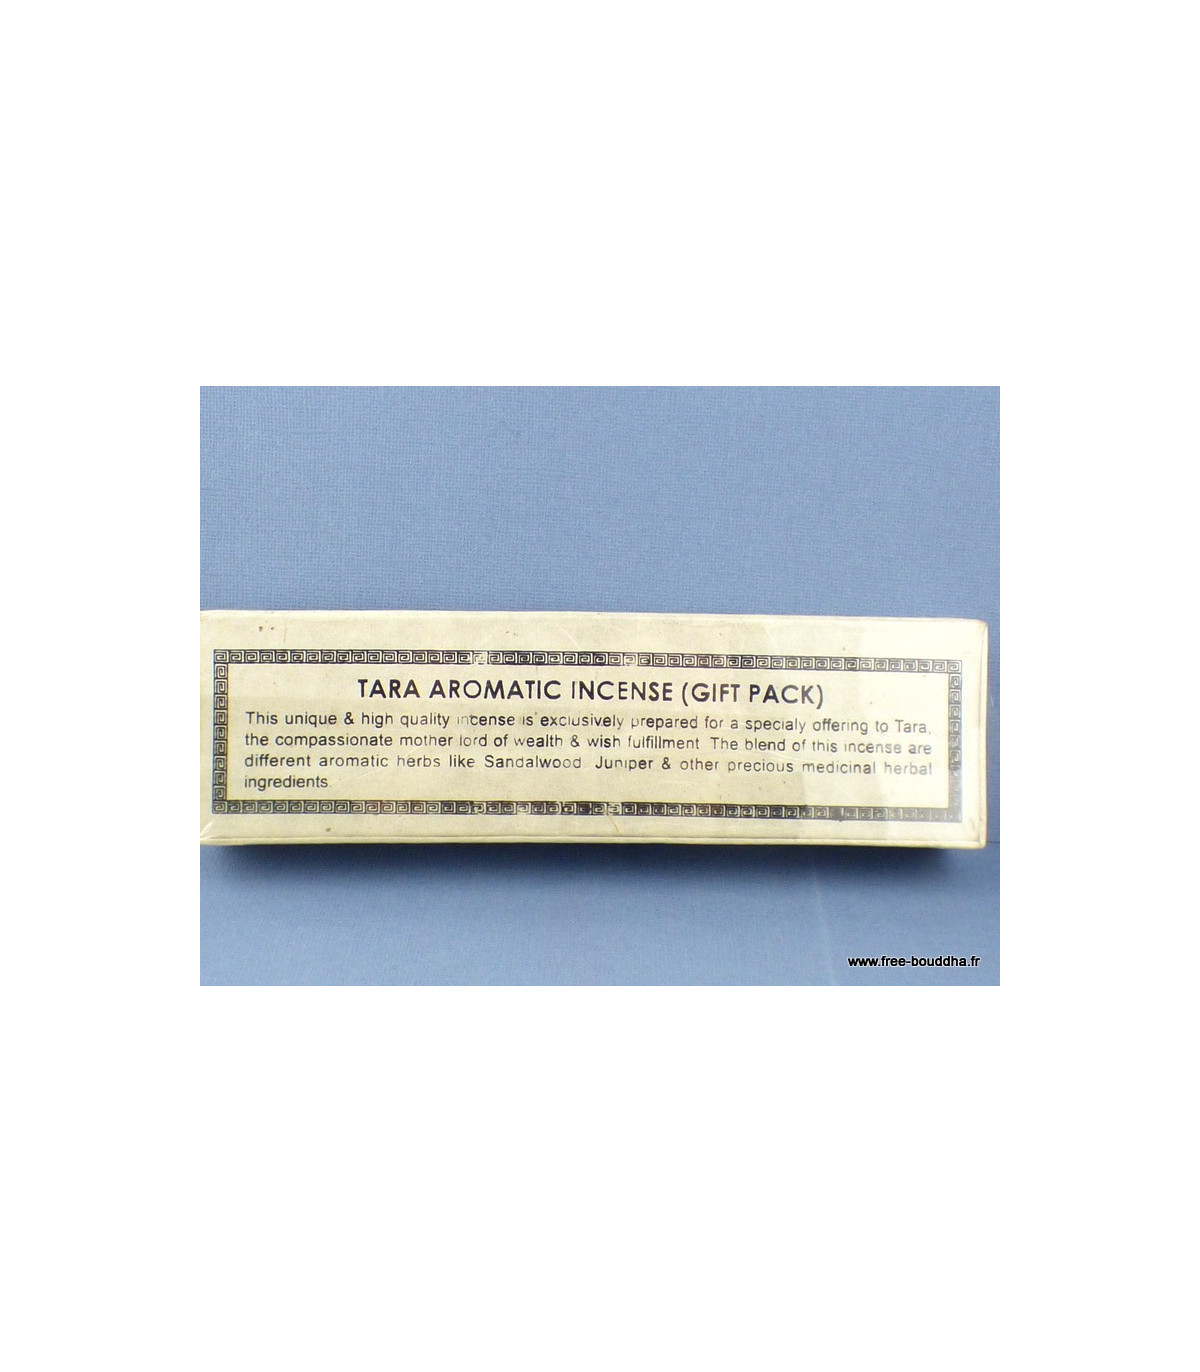 TARA AROMATIC INCENSE (GIFT PACK)
This unique & high quality incense is exclusively prepared for a specialy offering to Tara,
the compassionate mother lord of wealth & wish fulfillment. The blend of this incense are
different aromatic herbs like Sandalwood. Juniper & other precious medicinal herbal
ingredients.
www.free-bouddha.fr